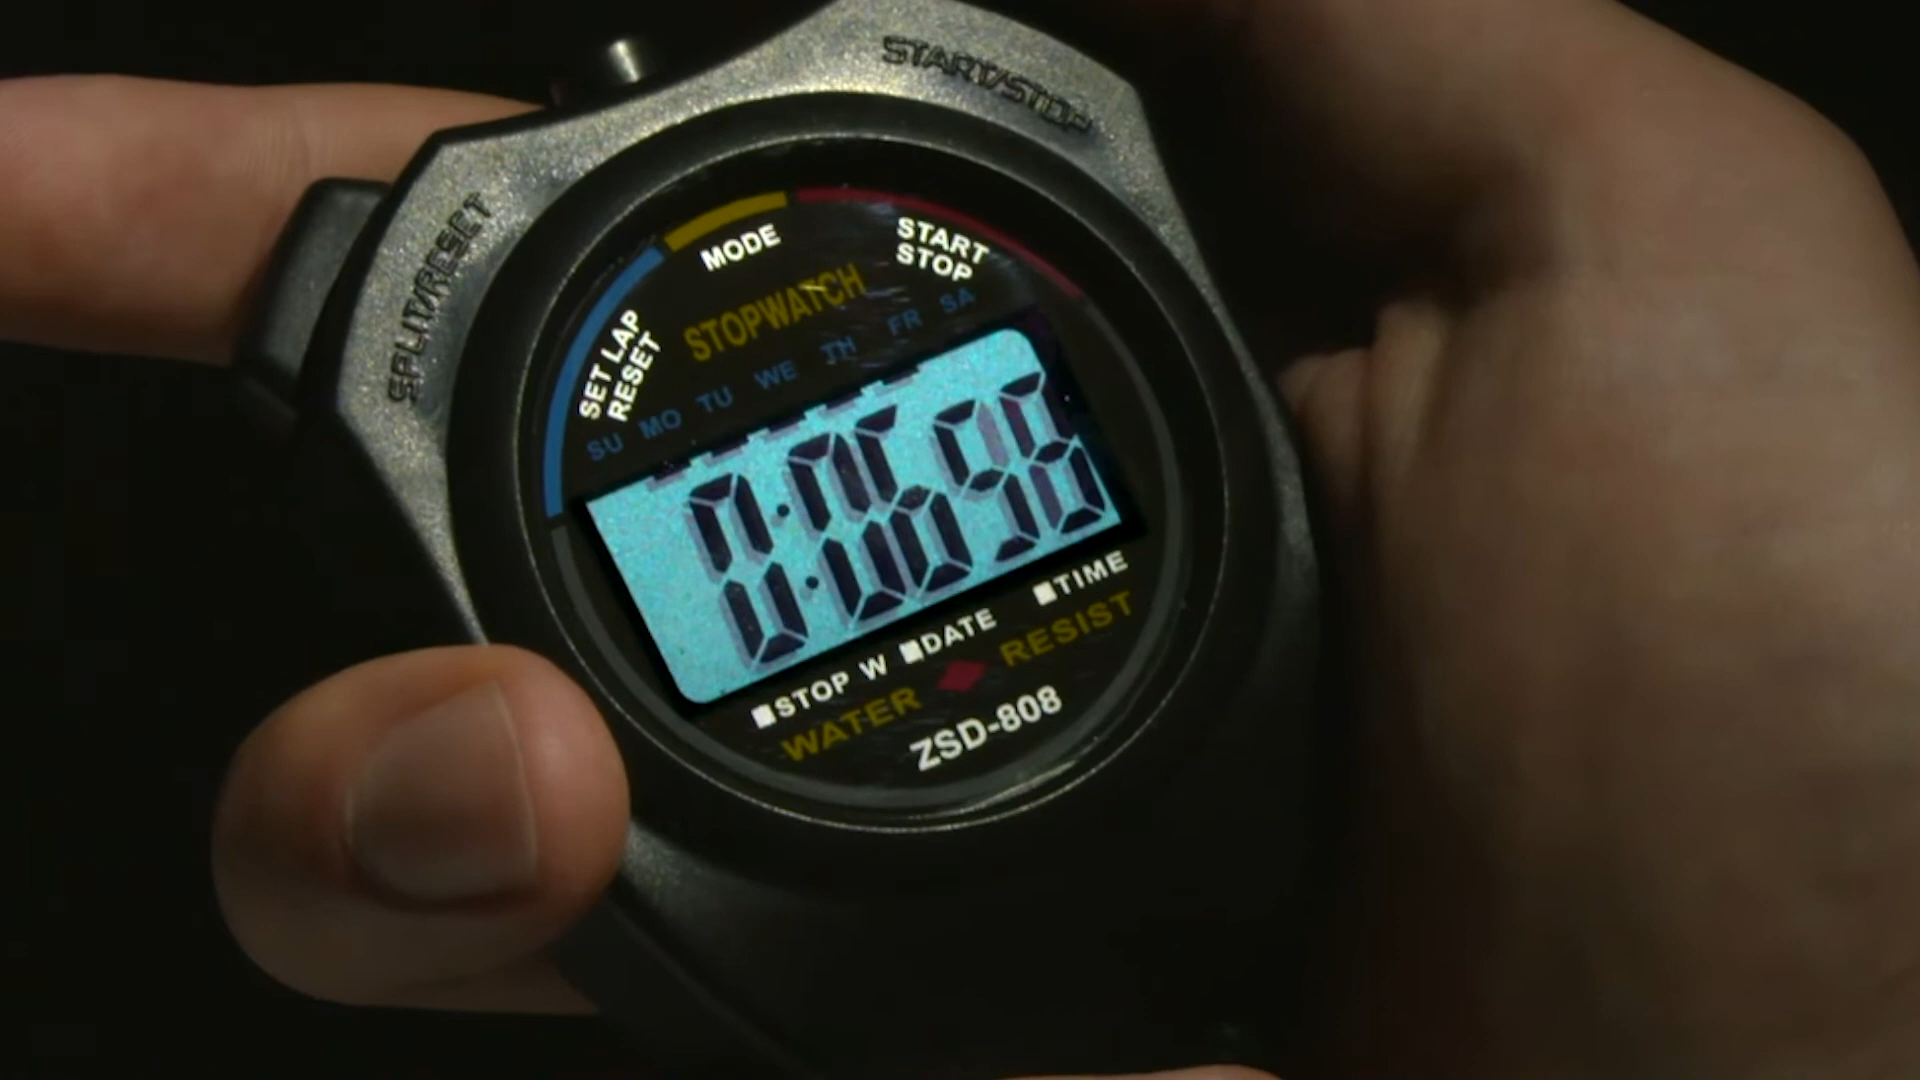 START/STOP
SPLIT/RESET
MODE
START
STOP
SET LAP
RESET
STOPWATCH
SU MO TU WE TH FR SA
0:06 56
STOP W DATE TIME
WATER RESIST
ZSD-808